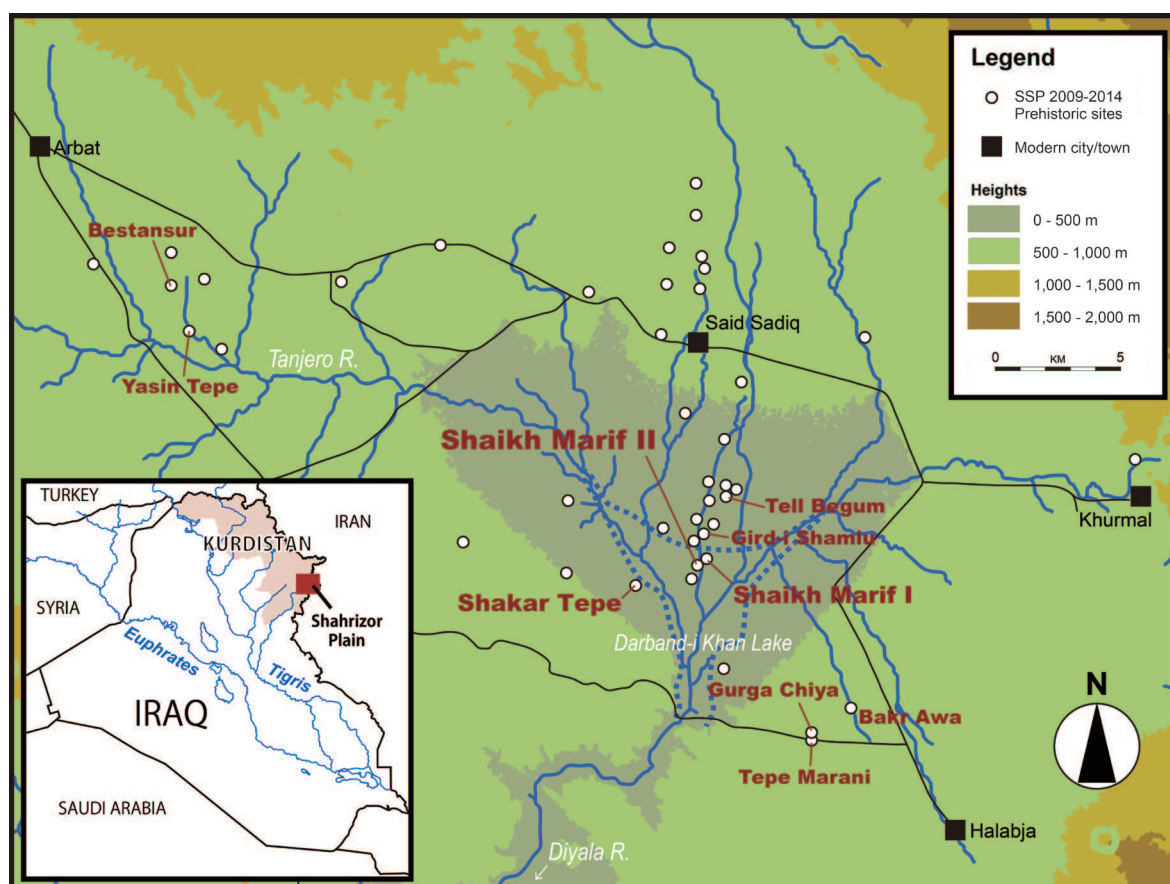 Legend
SSP 2009-2014
Prehistoric sites
Modern city/town
Heights
0 - 500 m
500 - 1,000 m
1,000 - 1,500 m
1,500 - 2,000 m
0 KM 5
Arbat
Bestansur
Yasin Tepe
Tanjero R.
Said Sadiq
Shaikh Marif II
Tell Begum
Khurmal
Gird-i Shamlu
Shakar Tepe
Shaikh Marif I
Darband-i Khan Lake
Gurga Chiya
Bakr Awa
Tepe Marani
Halabja
Diyala R.
N
TURKEY
IRAN
KURDISTAN
SYRIA
Shahrizor
Plain
Euphrates
Tigris
IRAQ
SAUDI ARABIA